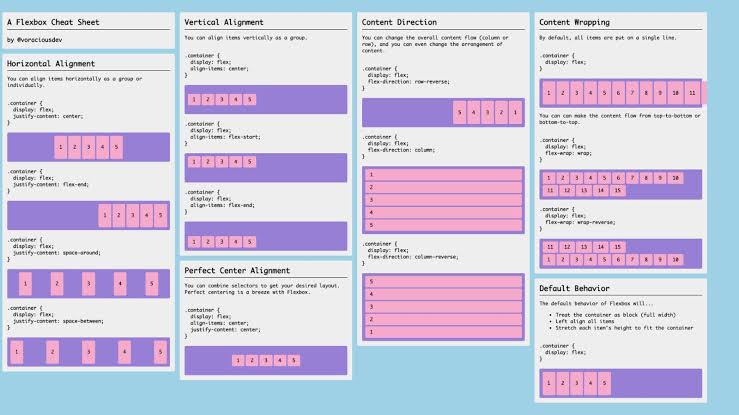 A Flexbox Cheat Sheet
by @voraciousdev
Horizontal Alignment
You can align items horizontally as a group or
individually.
.container {
display: flex;
justify-content: center;
}
1 2 3 4 5
.container {
display: flex;
justify-content: flex-end;
}
1 2 3 4 5
.container {
display: flex;
justify-content: space-around;
}
1 2 3 4 5
.container {
display: flex;
justify-content: space-between;
}
1 2 3 4 5
Vertical Alignment
You can align items vertically as a group.
.container {
display: flex;
align-items: center;
}
1 2 3 4 5
.container {
display: flex;
align-items: flex-start;
}
1 2 3 4 5
.container {
display: flex;
align-items: flex-end;
}
1 2 3 4 5
Perfect Center Alignment
You can combine selectors to get your desired layout.
Perfect centering is a breeze with Flexbox.
.container {
display: flex;
align-items: center;
justify-content: center;
}
1 2 3 4 5
Content Direction
You can change the overall content flow (column or
row), and you can even change the arrangement of
content
.container {
display: flex;
flex-direction: row-reverse;
}
5 4 3 2 1
.container {
display: flex;
flex-direction: column;
}
1
2
3
4
5
.container {
display: flex;
flex-direction: column-reverse;
}
5
4
3
2
1
Content Wrapping
By default, all items are put on a single line.
.container {
display: flex;
}
1 2 3 4 5 6 7 8 9 10 11
You can can make the content flow from top-to-bottom or
bottom-to-top.
.container {
display: flex;
flex-wrap: wrap;
}
1 2 3 4 5 6 7 8 9 10
11 12 13 14 15
.container {
display: flex;
flex-wrap: wrap-reverse;
}
11 12 13 14 15
1 2 3 4 5 6 7 8 9 10
Default Behavior
The default behavior of Flexbox will...
• Treat the container as block (full width)
• Left align all items
• Stretch each item's height to fit the container
.container {
display: flex;
}
1 2 3 4 5